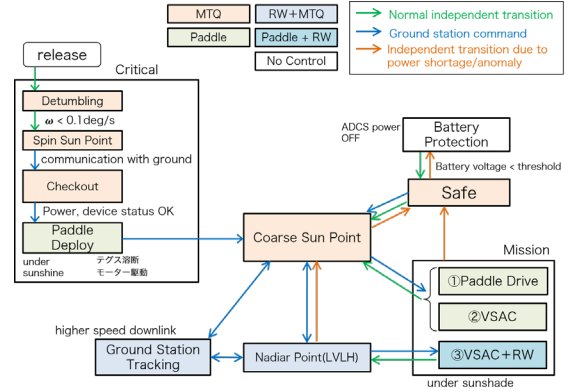 MTQ
RW+MTQ
Paddle
Paddle + RW
No Control
Normal independent transition
Ground station command
Independent transition due to
power shortage/anomaly
release
Critical
Detumbling
ω < 0.1deg/s
Spin Sun Point
communication with ground
Checkout
Power, device status OK
Paddle
Deploy
under
sunshine
テグス溶断
モーター駆動
ADCS power
OFF
Battery
Protection
Battery voltage < threshold
Safe
Coarse Sun Point
Mission
①Paddle Drive
②VSAC
③VSAC+RW
under sunshade
higher speed downlink
Ground Station
Tracking
Nadiar Point(LVLH)